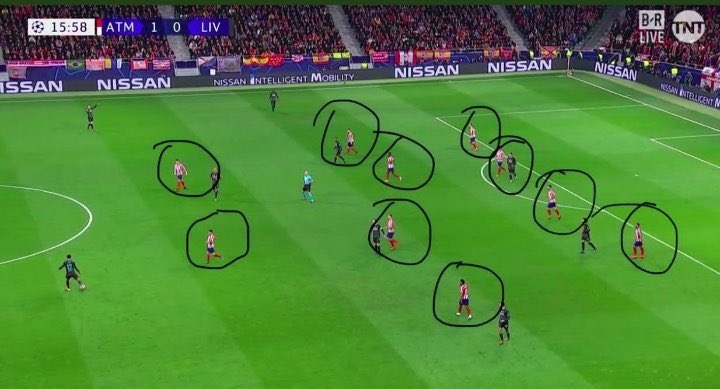 15:58 ATM 1 0 LIV
B/R
LIVE
TNT
NISSAN NISSAN NISSAN INTELLIGENT MOBILITY NISSAN NISSAN NISSAN NISSAN INTELLIGENT M